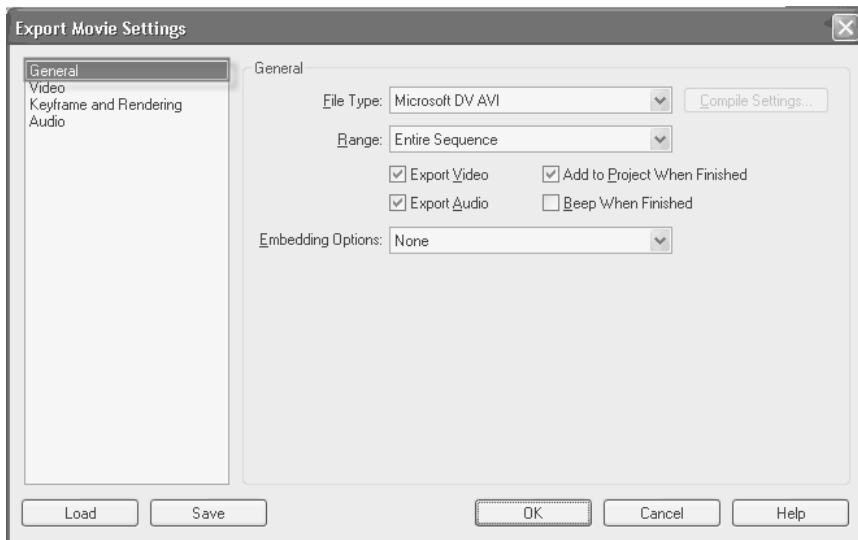 Export Movie Settings
General
Video
Keyframe and Rendering
Audio
General
File Type: Microsoft DV AVI
Compile Settings...
Range: Entire Sequence
Export Video
Add to Project When Finished
Export Audio
Beep When Finished
Embedding Options: None
Load
Save
OK
Cancel
Help